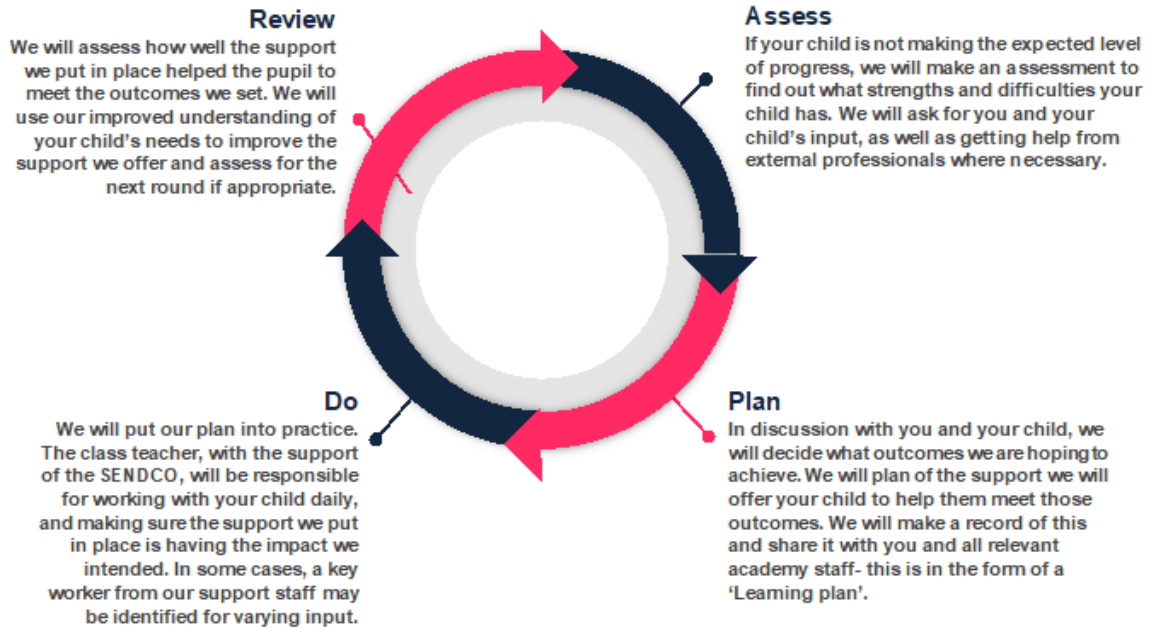 Review
We will assess how well the support
we put in place helped the pupil to
meet the outcomes we set. We will
use our improved understanding of
your child's needs to improve the
support we offer and assess for the
next round if appropriate.
Assess
If your child is not making the expected level
of progress, we will make an assessment to
find out what strengths and difficulties your
child has. We will ask for you and your
child's input, as well as getting help from
external professionals where necessary.
Do
We will put our plan into practice.
The class teacher, with the support
of the SENDCO, will be responsible
for working with your child daily,
and making sure the support we put
in place is having the impact we
intended. In some cases, a key
worker from our support staff may
be identified for varying input.
Plan
In discussion with you and your child, we
will decide what outcomes we are hoping to
achieve. We will plan of the support we will
offer your child to help them meet those
outcomes. We will make a record of this
and share it with you and all relevant
academy staff- this is in the form of a
‘Learning plan’.